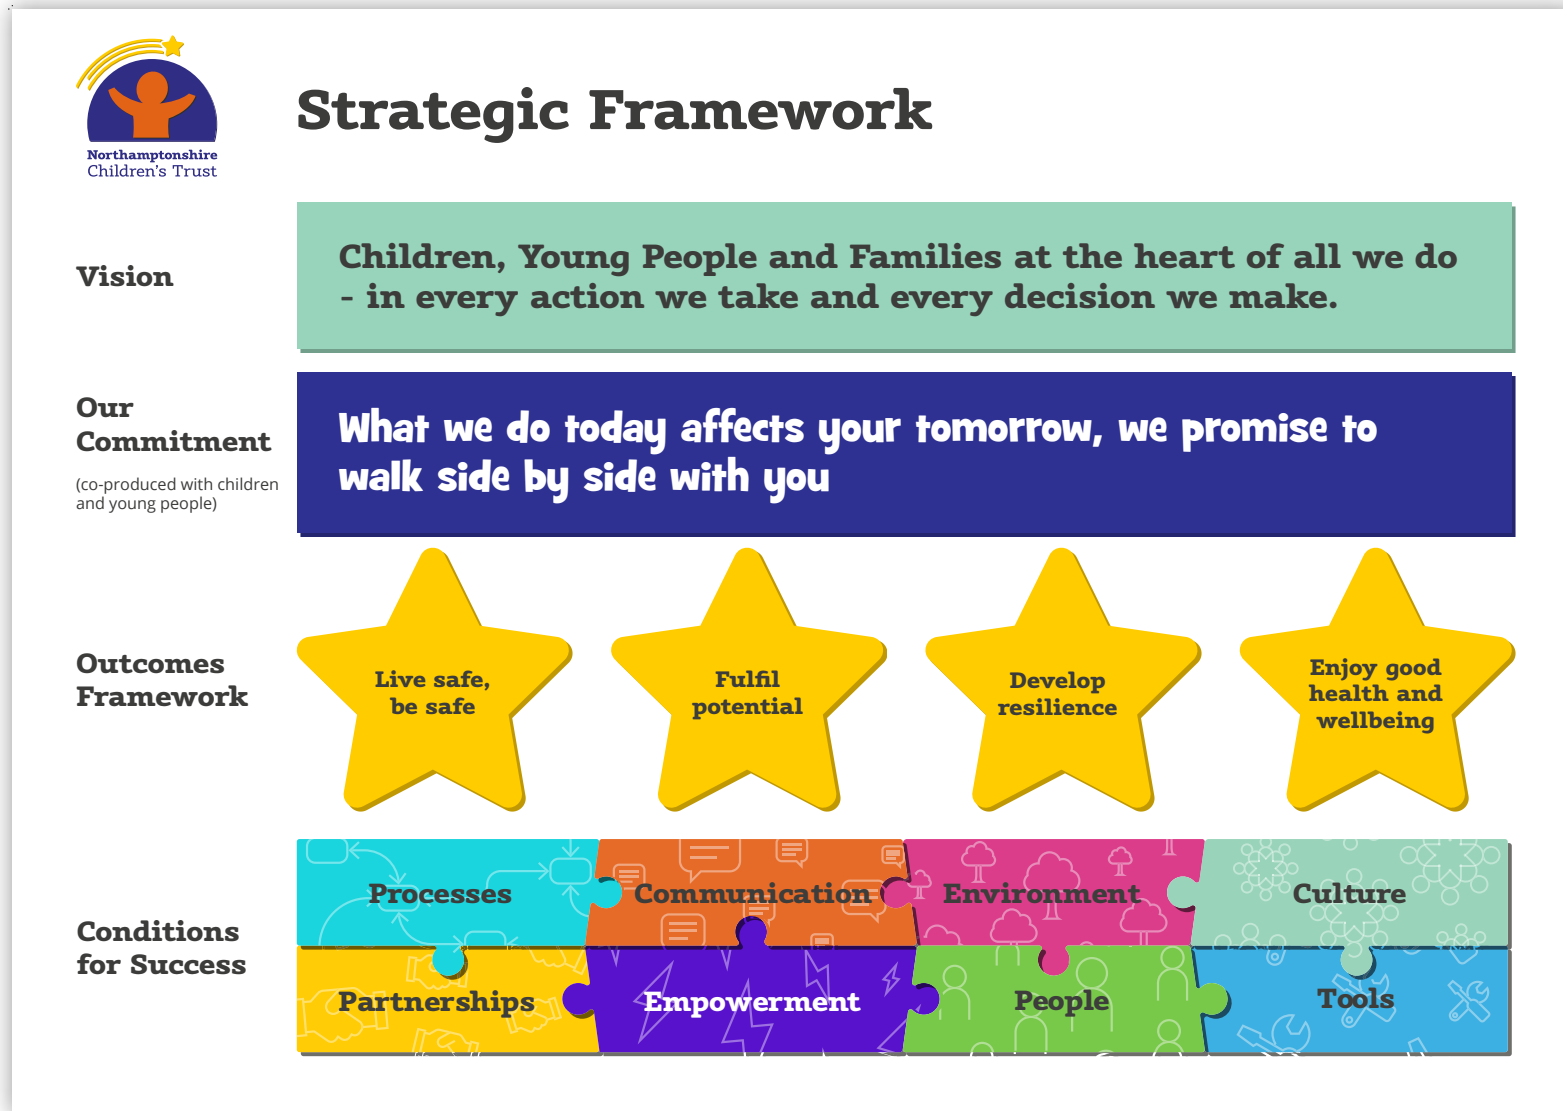 Northamptonshire
Children's Trust
Strategic Framework
Vision
Children, Young People and Families at the heart of all we do
- in every action we take and every decision we make.
Our
Commitment
(co-produced with children
and young people)
What we do today affects your tomorrow, we promise to
walk side by side with you
Outcomes
Framework
Live safe,
be safe
Fulfil
potential
Develop
resilience
Enjoy good
health and
wellbeing
Conditions
for Success
Processes
Communication
Environment
Culture
Partnerships
Empowerment
People
Tools